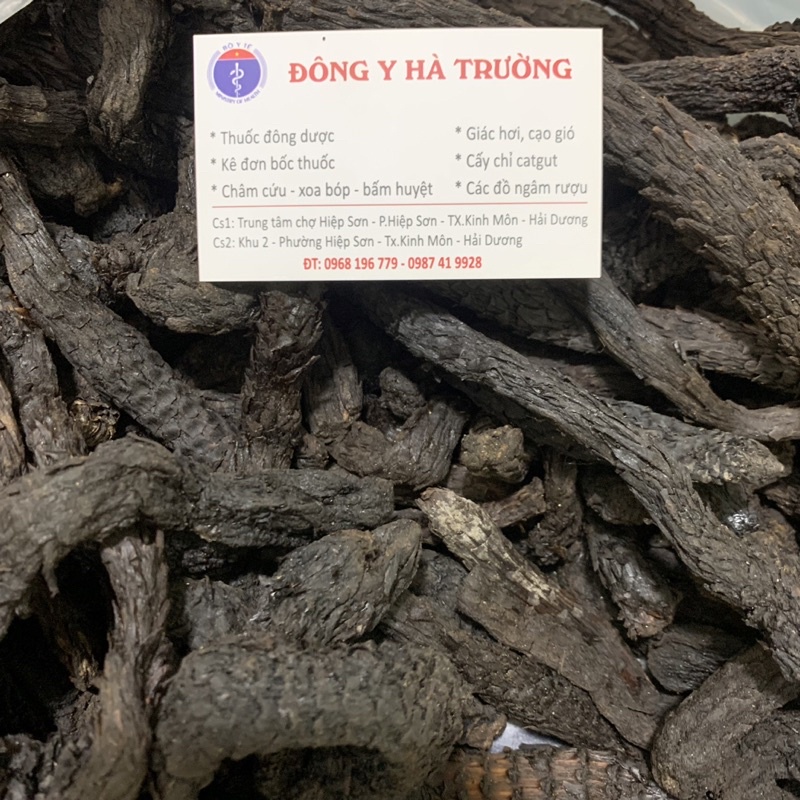 BỘ Y TẾ
MINISTRY OF HEALTH
ĐÔNG Y HÀ TRƯỜNG
* Thuốc đông dược
* Kê đơn bốc thuốc
* Châm cứu - xoa bóp - bấm huyệt
* Giác hơi, cạo gió
* Cấy chỉ catgut
* Các đồ ngâm rượu
Cs1: Trung tâm chợ Hiệp Sơn - P.Hiệp Sơn - TX.Kinh Môn - Hải Dương
Cs2: Khu 2 - Phường Hiệp Sơn - Tx.Kinh Môn - Hải Dương
ĐT: 0968 196 779 - 0987 41 9928